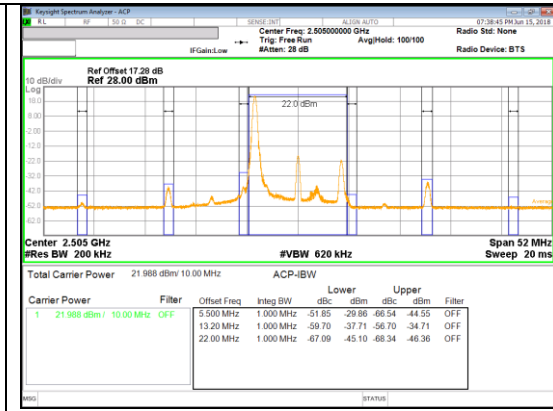 Keysight Spectrum Analyzer - ACP
RL RF 50 Ω DC SENSE:INT ALIGN AUTO 07:38:45 PM Jun 15, 2018
Center Freq: 2.505000000 GHz Radio Std: None
Trig: Free Run Avg|Hold: 100/100
IFGain:Low #Atten: 28 dB Radio Device: BTS
Ref Offset 17.28 dB
10 dB/div Ref 28.00 dBm
Log
18.0
8.00
-2.00
-12.0
-22.0
-32.0
-42.0
-52.0
-62.0
22.0 dBm
Average
Center 2.505 GHz Span 52 MHz
#Res BW 200 kHz #VBW 620 kHz Sweep 20 ms
Total Carrier Power 21.988 dBm/ 10.00 MHz ACP-IBW
Lower Upper
Carrier Power Filter Offset Freq Integ BW dBc dBm dBc dBm Filter
1 21.988 dBm / 10.00 MHz OFF 5.500 MHz 1.000 MHz -51.85 -29.86 -66.54 -44.55 OFF
13.20 MHz 1.000 MHz -59.70 -37.71 -56.70 -34.71 OFF
22.00 MHz 1.000 MHz -67.09 -45.10 -68.34 -46.36 OFF
MSG STATUS